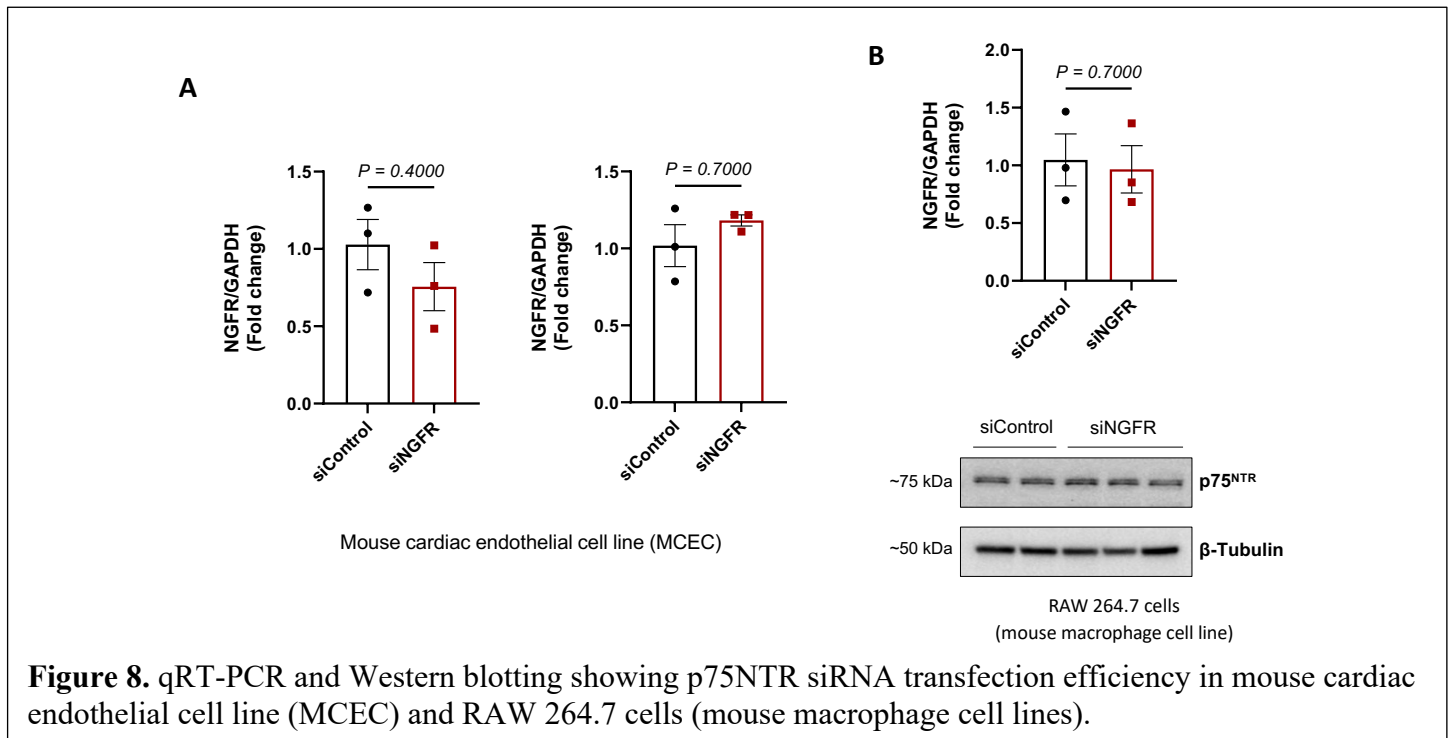 A
NGFR/GAPDH
(Fold change)
1.5
1.0
0.5
0.0
P = 0.4000
siControl
siNGFR
NGFR/GAPDH
(Fold change)
1.5
1.0
0.5
0.0
P = 0.7000
siControl
siNGFR
Mouse cardiac endothelial cell line (MCEC)
B
NGFR/GAPDH
(Fold change)
2.0
1.5
1.0
0.5
0.0
P = 0.7000
siControl
siNGFR
siControl siNGFR
~75 kDa p75NTR
~50 kDa β-Tubulin
RAW 264.7 cells
(mouse macrophage cell line)
Figure 8. qRT-PCR and Western blotting showing p75NTR siRNA transfection efficiency in mouse cardiac
endothelial cell line (MCEC) and RAW 264.7 cells (mouse macrophage cell lines).